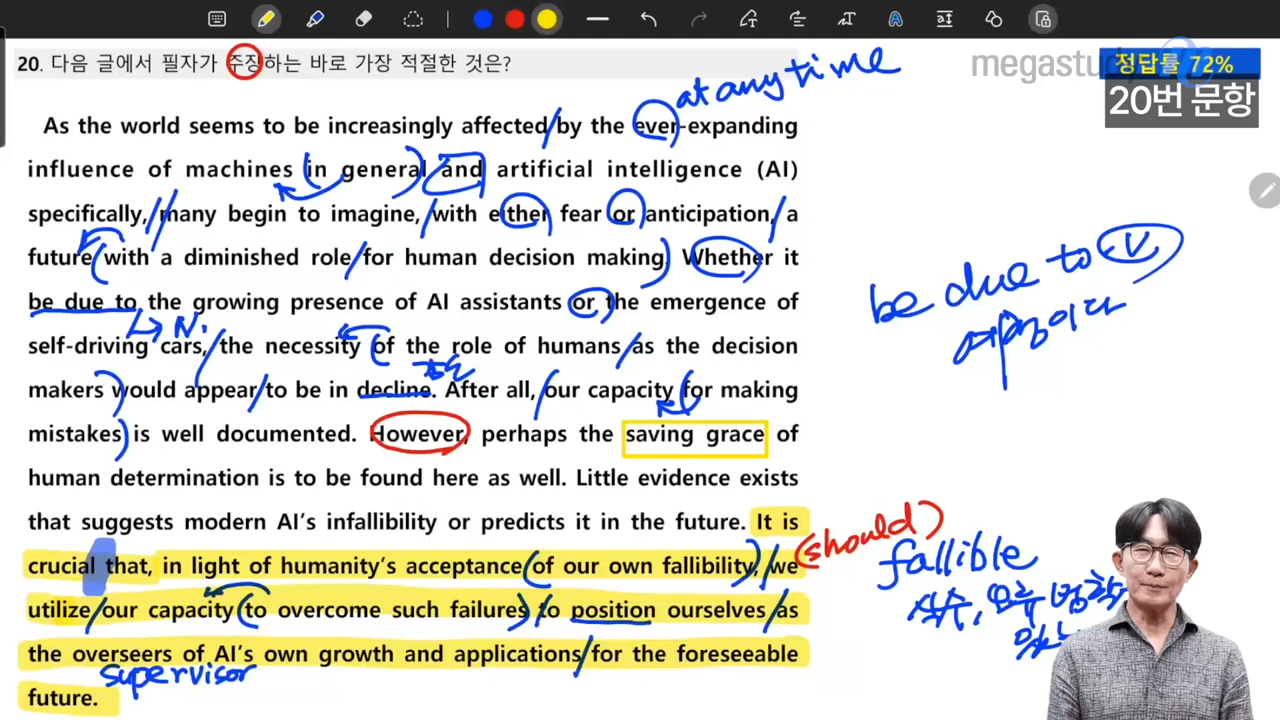 megastudy
정답률 72%
20번 문항
20. 다음 글에서 필자가 주장하는 바로 가장 적절한 것은?
at any time
As the world seems to be increasingly affected by the ever-expanding
influence of machines in general and artificial intelligence (AI)
specifically, many begin to imagine, with either fear or anticipation, a
future with a diminished role for human decision making. Whether it
be due to the growing presence of AI assistants or the emergence of
N.
self-driving cars, the necessity of the role of humans as the decision
makers would appear to be in decline. After all, our capacity for making
mistakes is well documented. However, perhaps the saving grace of
human determination is to be found here as well. Little evidence exists
that suggests modern AI's infallibility or predicts it in the future. It is
crucial that, in light of humanity's acceptance of our own fallibility, we
utilize our capacity to overcome such failures to position ourselves as
the overseers of AI's own growth and applications for the foreseeable
supervisor
future.
be due to V
예정이다
(should)
fallible
실수, 오류 범할수